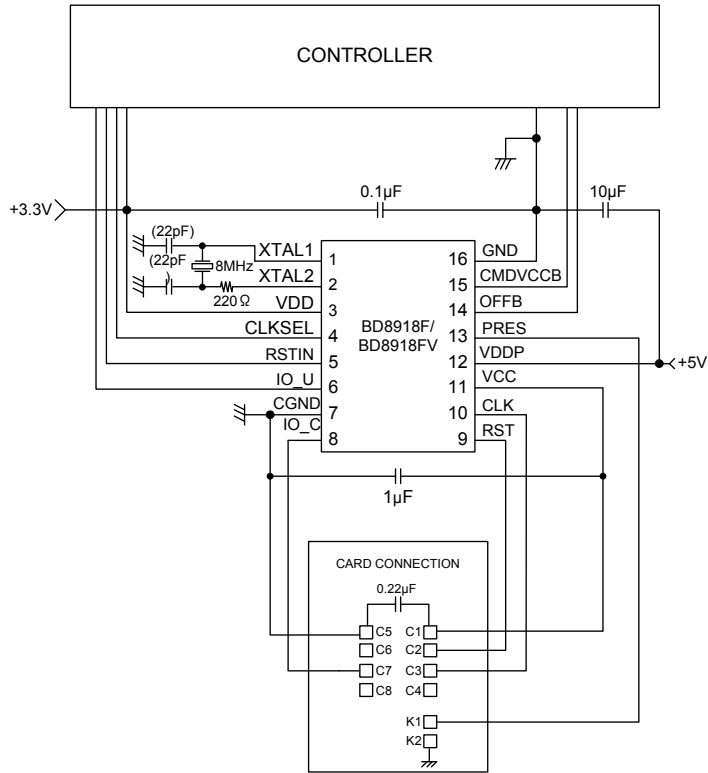 CONTROLLER
0.1µF
10µF
+3.3V
(22pF)
XTAL1
1
16
GND
(22pF
)
8MHz
XTAL2
2
15
CMDVCCB
220Ω
VDD
3
14
OFFB
BD8918F/
BD8918FV
CLKSEL
4
13
PRES
RSTIN
5
12
VDDP
+5V
IO_U
6
11
VCC
CGND
7
10
CLK
IO_C
8
9
RST
1µF
CARD CONNECTION
0.22µF
C5 C1
C6 C2
C7 C3
C8 C4
K1
K2